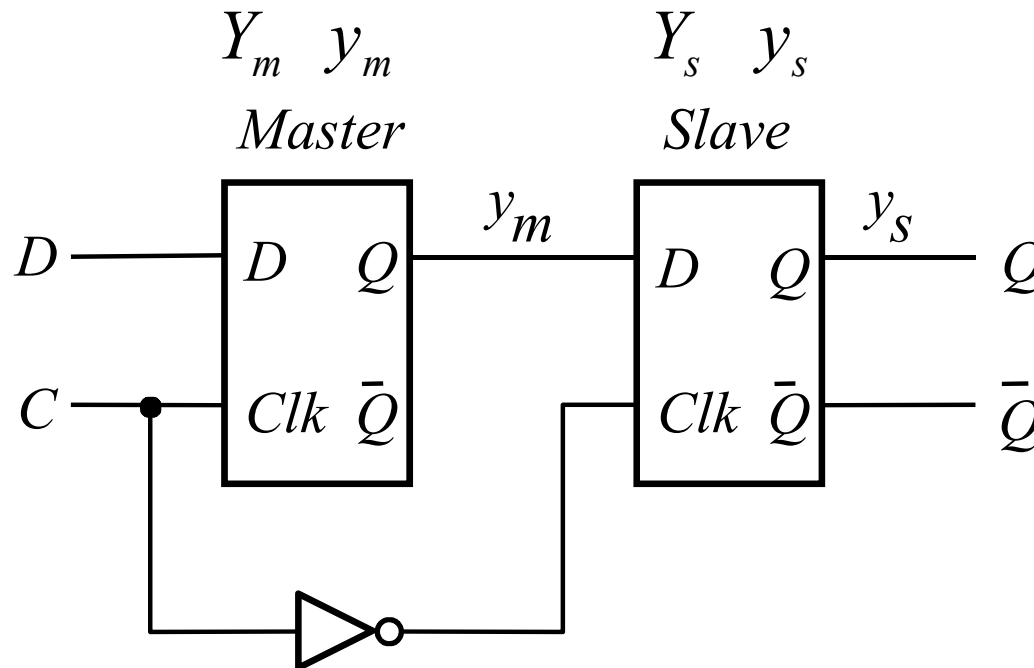 Y_m y_m Y_s y_s
Master Slave
y_m y_s
D D Q D Q Q
C Clk Q̄ Clk Q̄ Q̄